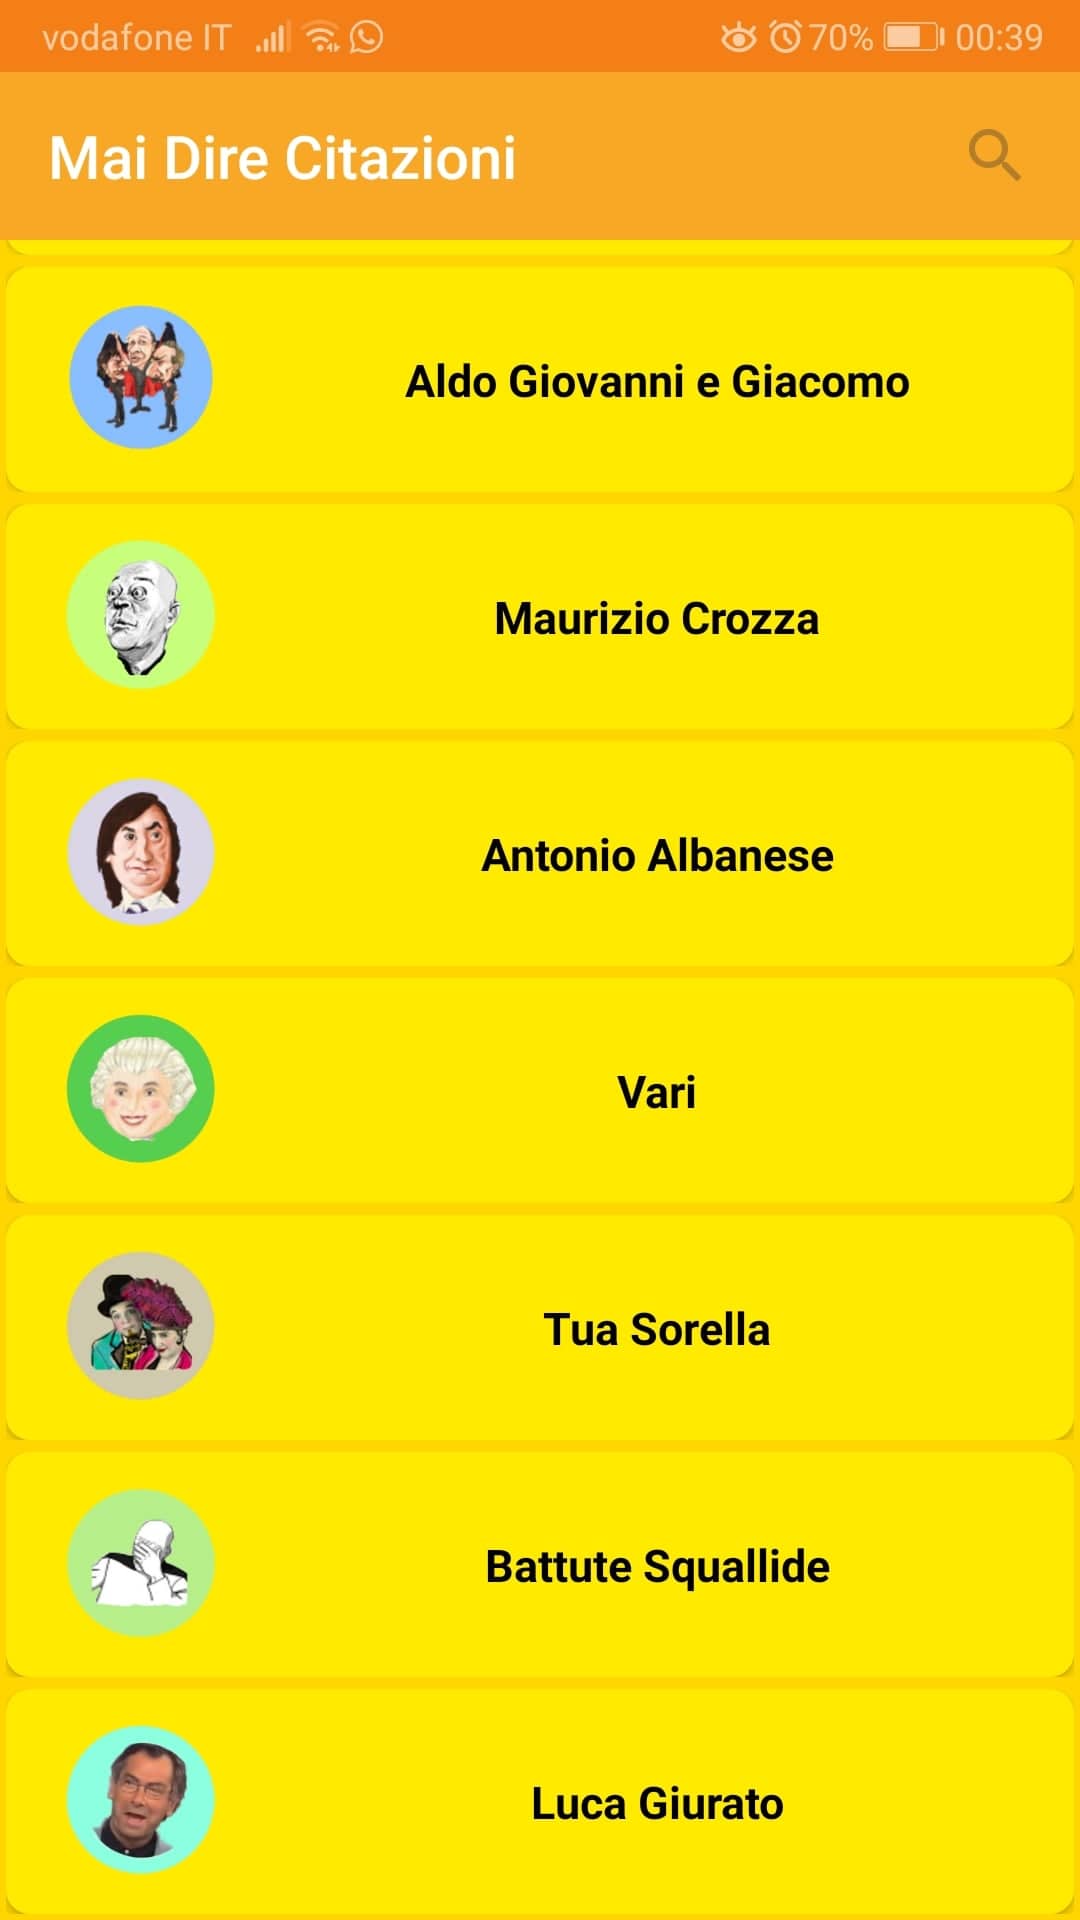 vodafone IT 70% 00:39
Mai Dire Citazioni
Aldo Giovanni e Giacomo
Maurizio Crozza
Antonio Albanese
Vari
Tua Sorella
Battute Squallide
Luca Giurato